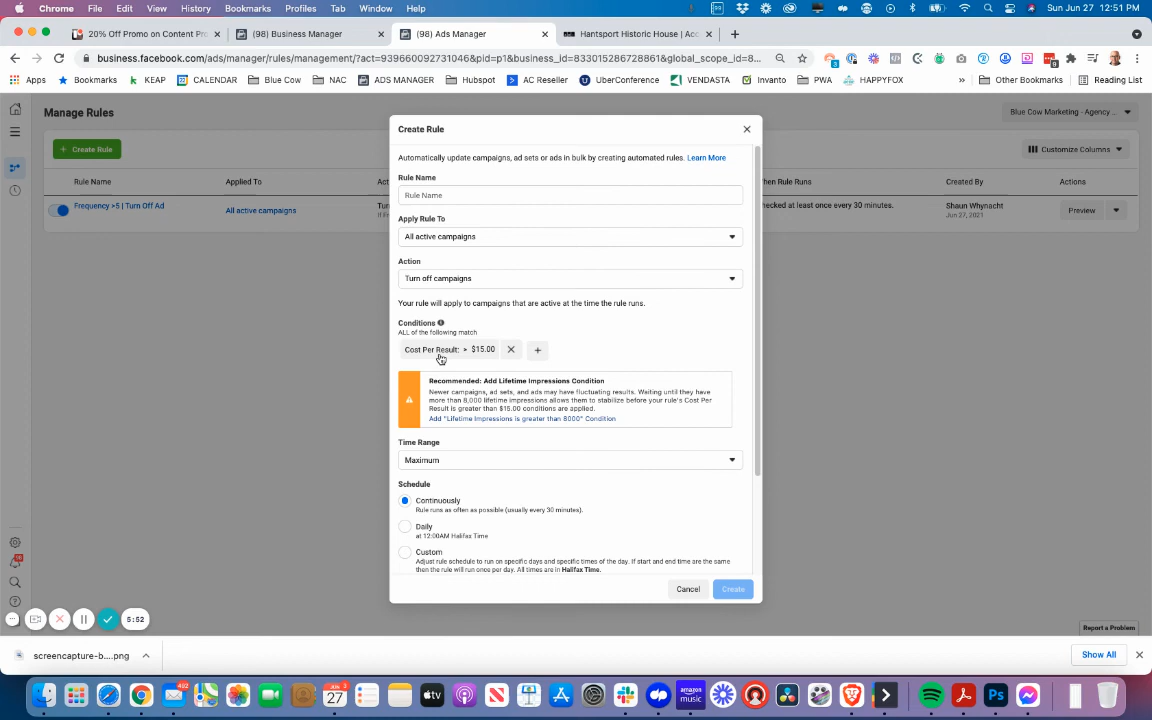 Chrome File Edit View History Bookmarks Profiles Tab Window Help Sun Jun 27 12:51 PM
20% Off Promo on Content Pro (98) Business Manager (98) Ads Manager Hantsport Historic House | Acc
business.facebook.com/ads/manager/rules/management/?act=939660092731046&pid=p1&business_id=833015286728861&global_scope_id=8...
Apps Bookmarks KEAP CALENDAR Blue Cow NAC ADS MANAGER Hubspot AC Reseller UberConference VENDASTA Invanto PWA HAPPYFOX » Other Bookmarks Reading List
Manage Rules
Blue Cow Marketing - Agency ...
+ Create Rule
Customize Columns
Rule Name Applied To Act When Rule Runs Created By Actions
Frequency >5 | Turn Off Ad
All active campaigns
Turn
checked at least once every 30 minutes.
Shaun Whynacht
Jun 27, 2021
Preview
Create Rule
Automatically update campaigns, ad sets or ads in bulk by creating automated rules. Learn More
Rule Name
Rule Name
Apply Rule To
All active campaigns
Action
Turn off campaigns
Your rule will apply to campaigns that are active at the time the rule runs.
Conditions
ALL of the following match
Cost Per Result: > $15.00
Recommended: Add Lifetime Impressions Condition
Newer campaigns, ad sets, and ads may have fluctuating results. Waiting until they have
more than 8,000 lifetime impressions allows them to stabilize before your rule's Cost Per
Result is greater than $15.00 conditions are applied.
Add "Lifetime Impressions is greater than 8000" Condition
Time Range
Maximum
Schedule
Continuously
Rule runs as often as possible (usually every 30 minutes).
Daily
at 12:00AM Halifax Time
Custom
Adjust rule schedule to run on specific days and specific times of the day. If start and end time are the same
then the rule will run once per day. All times are in Halifax Time.
Cancel Create
5:52
Report a Problem
screencapture-b....png
Show All